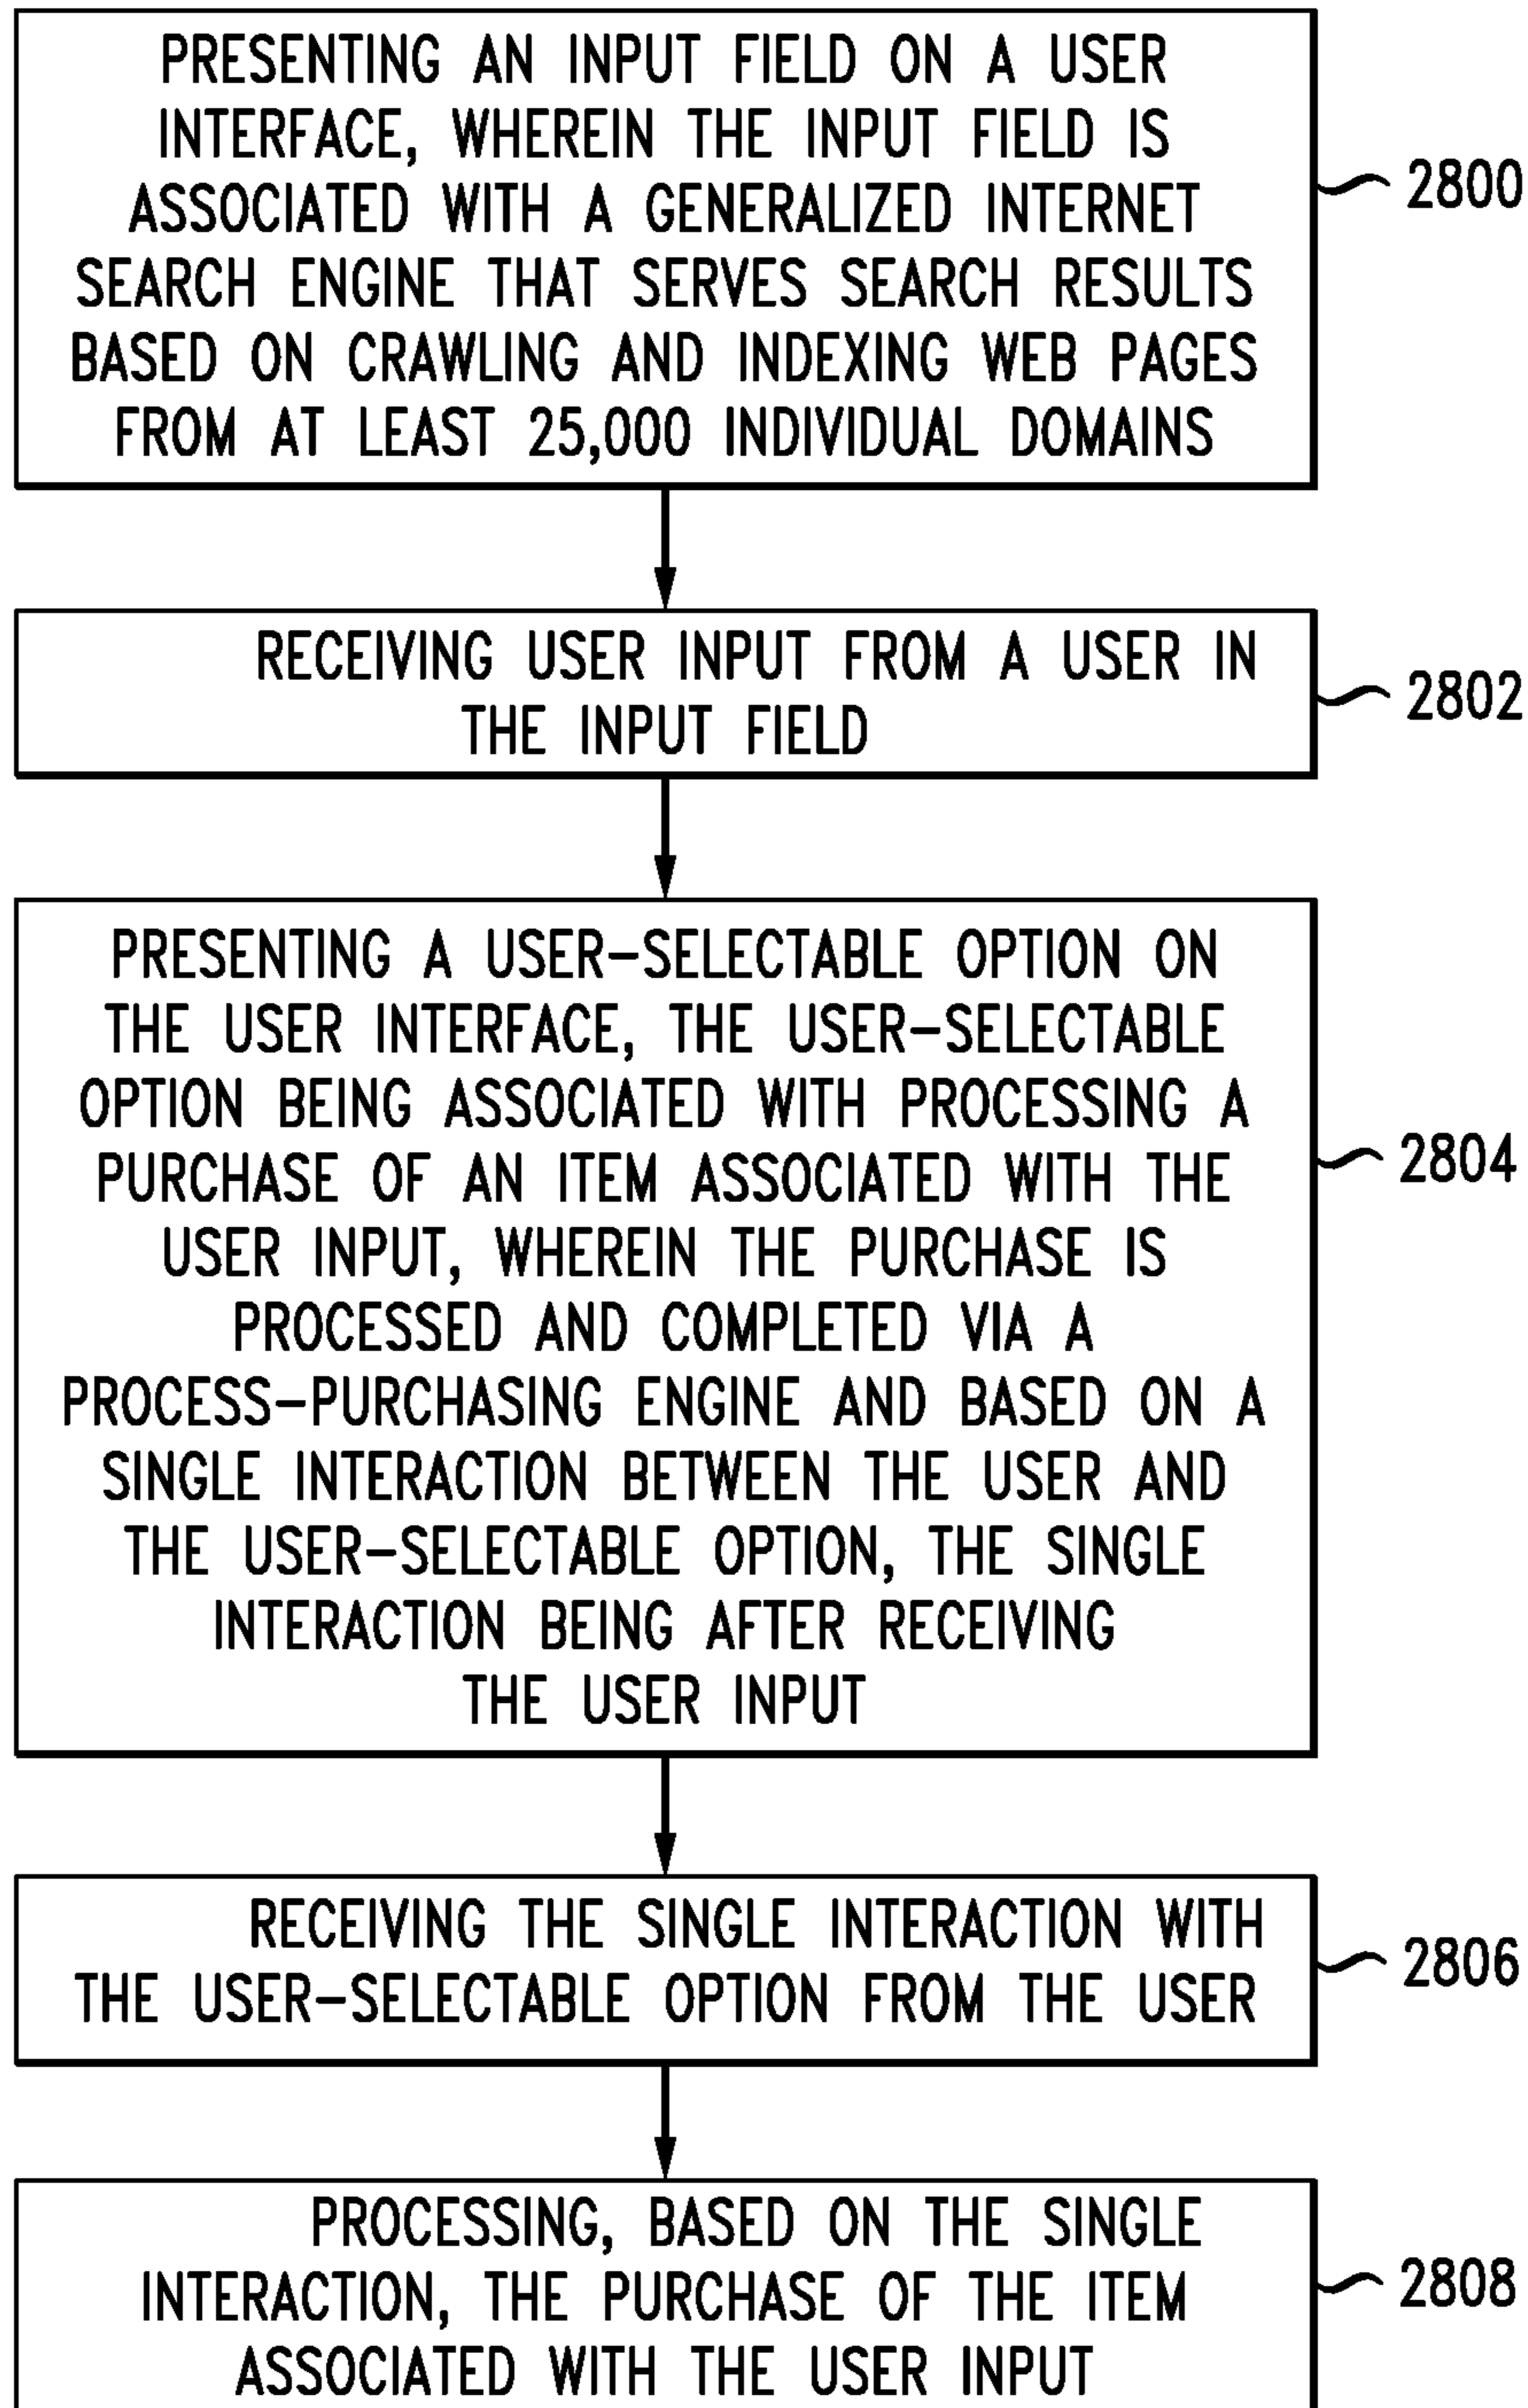 PRESENTING AN INPUT FIELD ON A USER
INTERFACE, WHEREIN THE INPUT FIELD IS
ASSOCIATED WITH A GENERALIZED INTERNET
SEARCH ENGINE THAT SERVES SEARCH RESULTS
BASED ON CRAWLING AND INDEXING WEB PAGES
FROM AT LEAST 25,000 INDIVIDUAL DOMAINS
2800
RECEIVING USER INPUT FROM A USER IN
THE INPUT FIELD
2802
PRESENTING A USER-SELECTABLE OPTION ON
THE USER INTERFACE, THE USER-SELECTABLE
OPTION BEING ASSOCIATED WITH PROCESSING A
PURCHASE OF AN ITEM ASSOCIATED WITH THE
USER INPUT, WHEREIN THE PURCHASE IS
PROCESSED AND COMPLETED VIA A
PROCESS-PURCHASING ENGINE AND BASED ON A
SINGLE INTERACTION BETWEEN THE USER AND
THE USER-SELECTABLE OPTION, THE SINGLE
INTERACTION BEING AFTER RECEIVING
THE USER INPUT
2804
RECEIVING THE SINGLE INTERACTION WITH
THE USER-SELECTABLE OPTION FROM THE USER
2806
PROCESSING, BASED ON THE SINGLE
INTERACTION, THE PURCHASE OF THE ITEM
ASSOCIATED WITH THE USER INPUT
2808